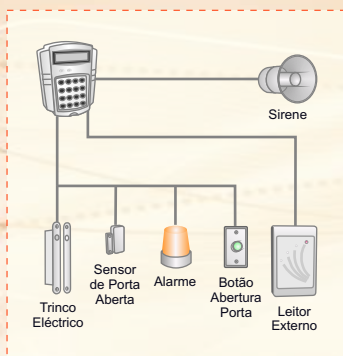 Sirene
Trinco
Eléctrico
Sensor
de Porta
Aberta
Alarme
Botão
Abertura
Porta
Leitor
Externo